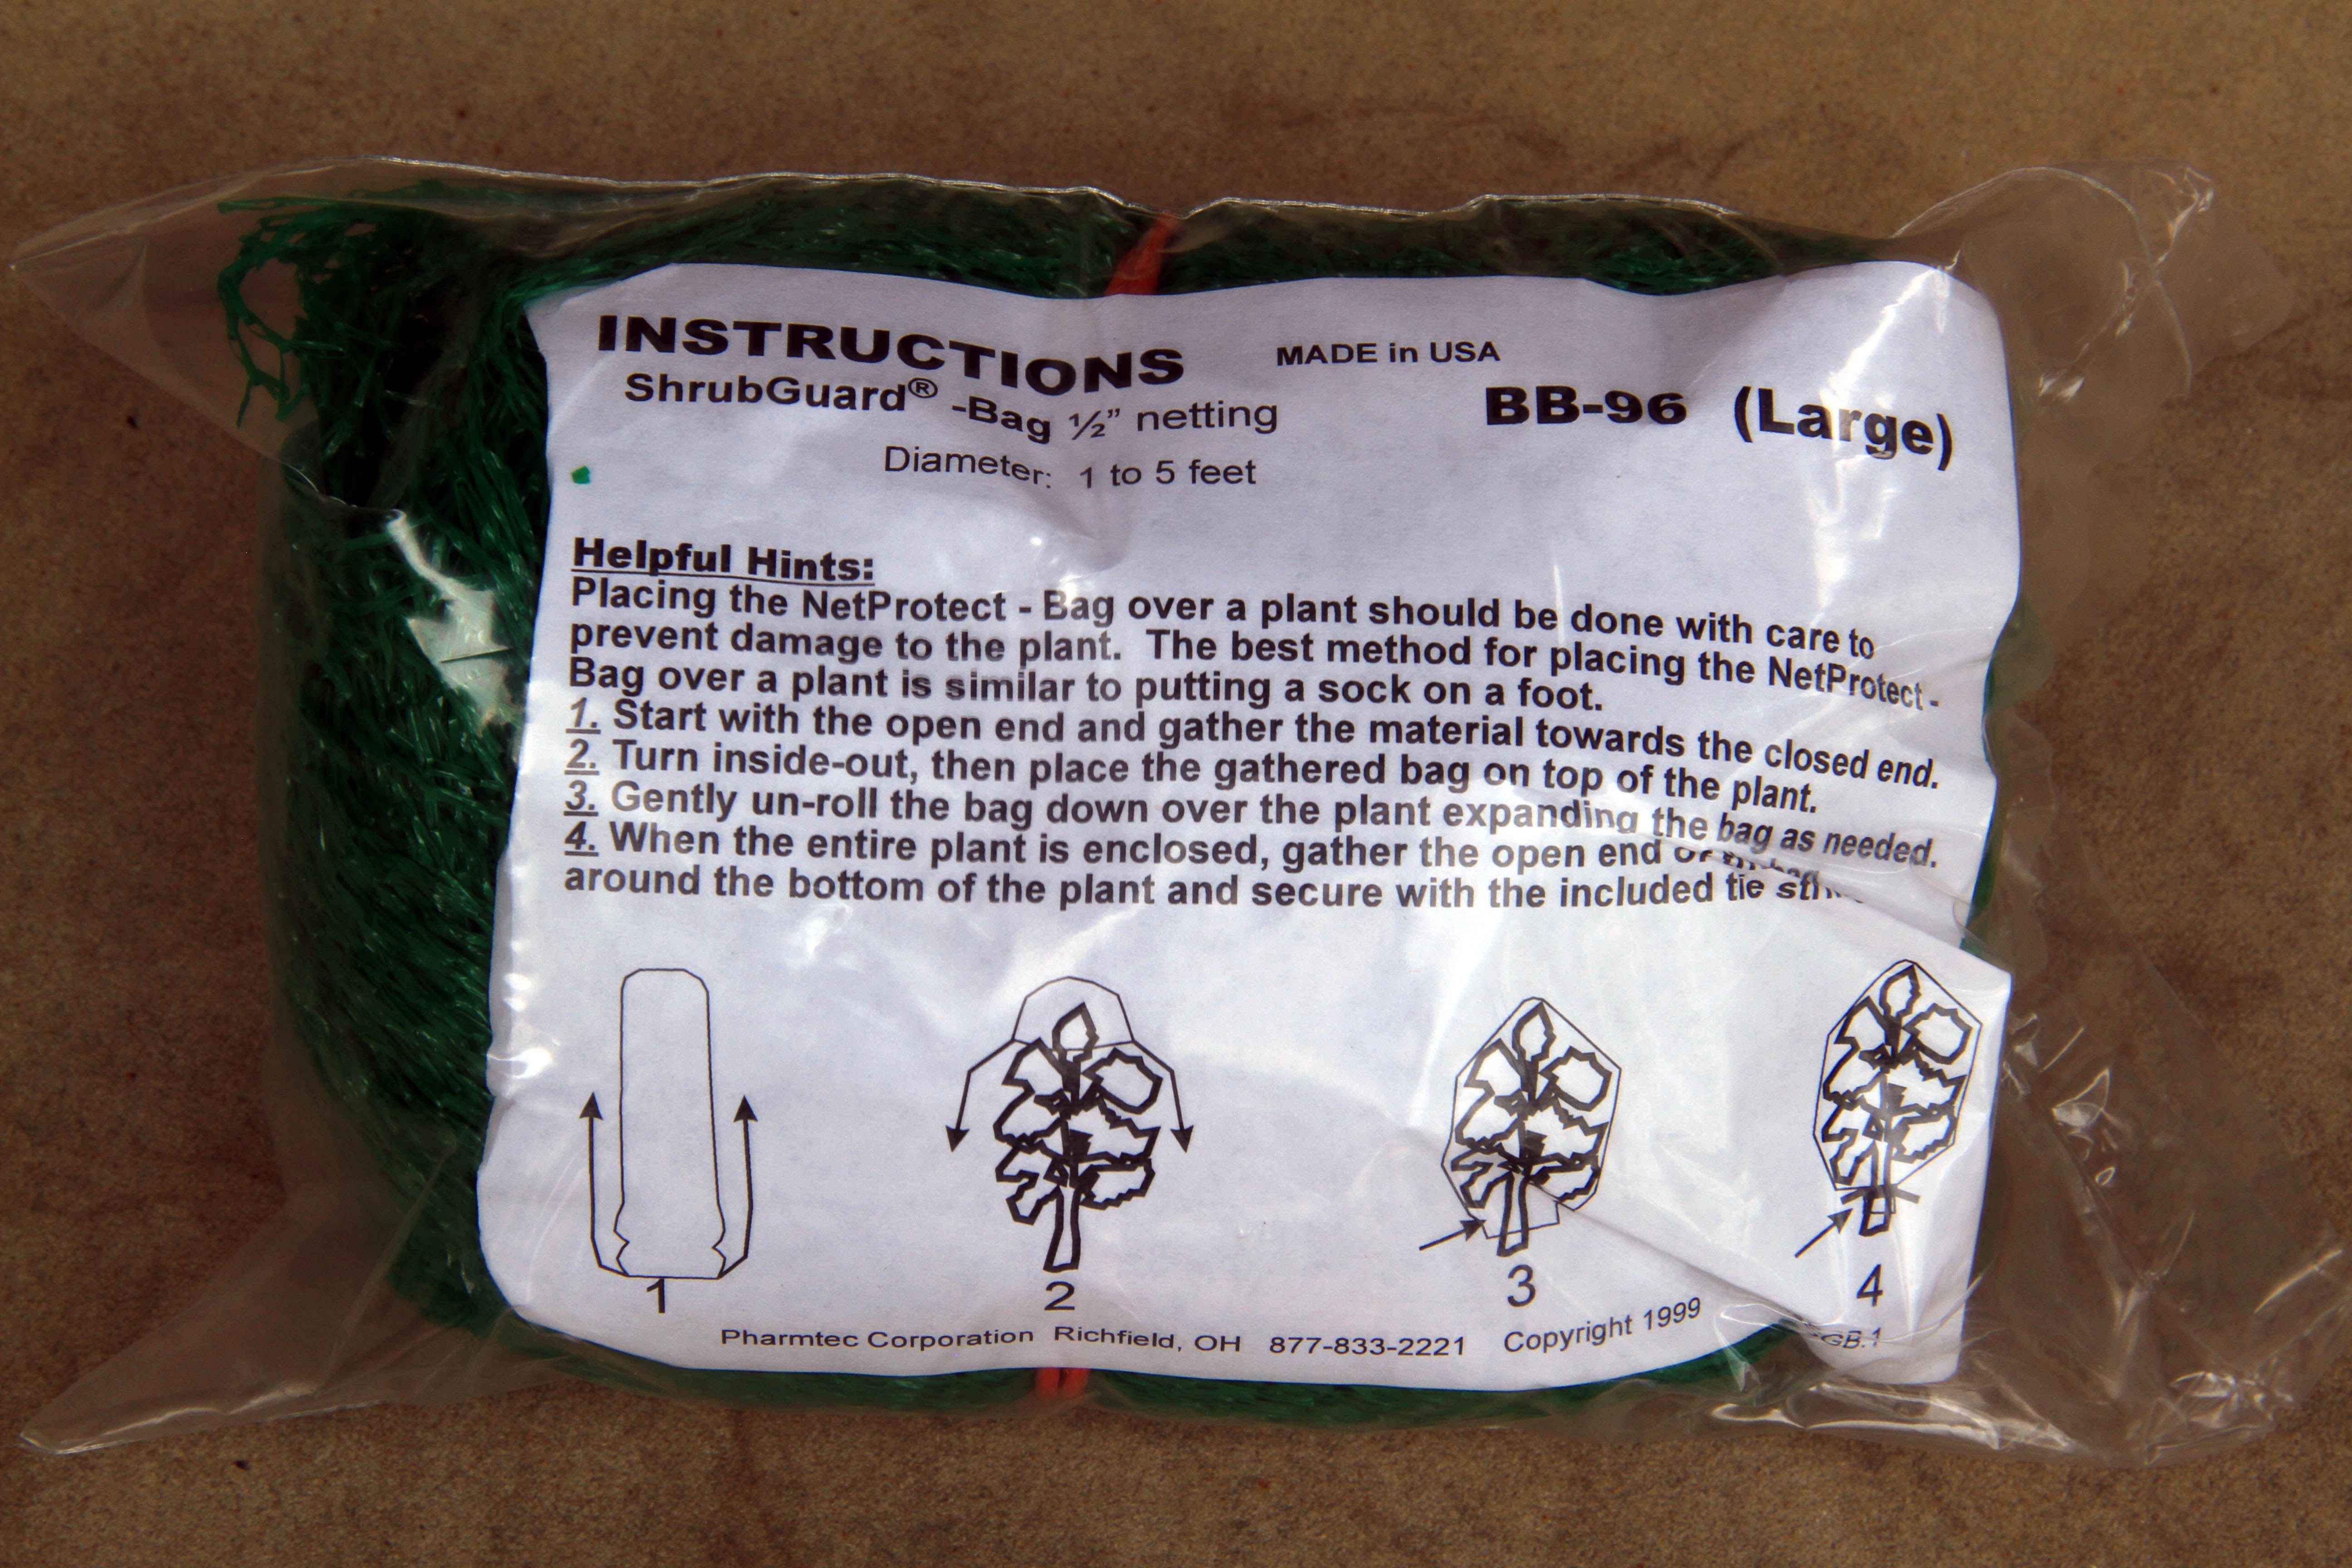 INSTRUCTIONS MADE in USA
ShrubGuard® -Bag ½” netting BB-96 (Large)
Diameter: 1 to 5 feet
Helpful Hints:
Placing the NetProtect - Bag over a plant should be done with care to
prevent damage to the plant. The best method for placing the NetProtect -
Bag over a plant is similar to putting a sock on a foot.
1. Start with the open end and gather the material towards the closed end.
2. Turn inside-out, then place the gathered bag on top of the plant.
3. Gently un-roll the bag down over the plant expanding the bag as needed.
4. When the entire plant is enclosed, gather the open end of
around the bottom of the plant and secure with the included tie
1 2 3 4
Pharmtec Corporation Richfield, OH 877-833-2221 Copyright 1999